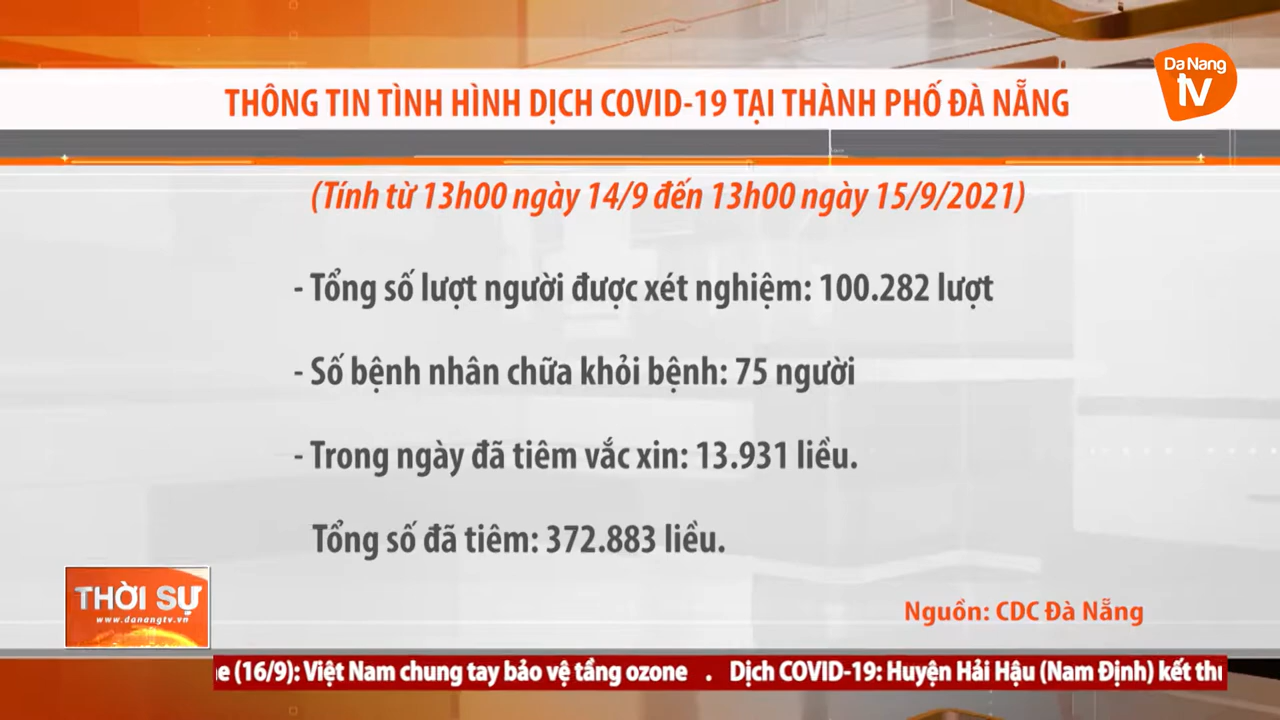 Da Nang
tv
THÔNG TIN TÌNH HÌNH DỊCH COVID-19 TẠI THÀNH PHỐ ĐÀ NẴNG
(Tính từ 13h00 ngày 14/9 đến 13h00 ngày 15/9/2021)
- Tổng số lượt người được xét nghiệm: 100.282 lượt
- Số bệnh nhân chữa khỏi bệnh: 75 người
- Trong ngày đã tiêm vắc xin: 13.931 liều.
Tổng số đã tiêm: 372.883 liều.
Nguồn: CDC Đà Nẵng
THỜI SỰ
www.danangtv.vn
(16/9): Việt Nam chung tay bảo vệ tầng ozone . Dịch COVID-19: Huyện Hải Hậu (Nam Định) kết